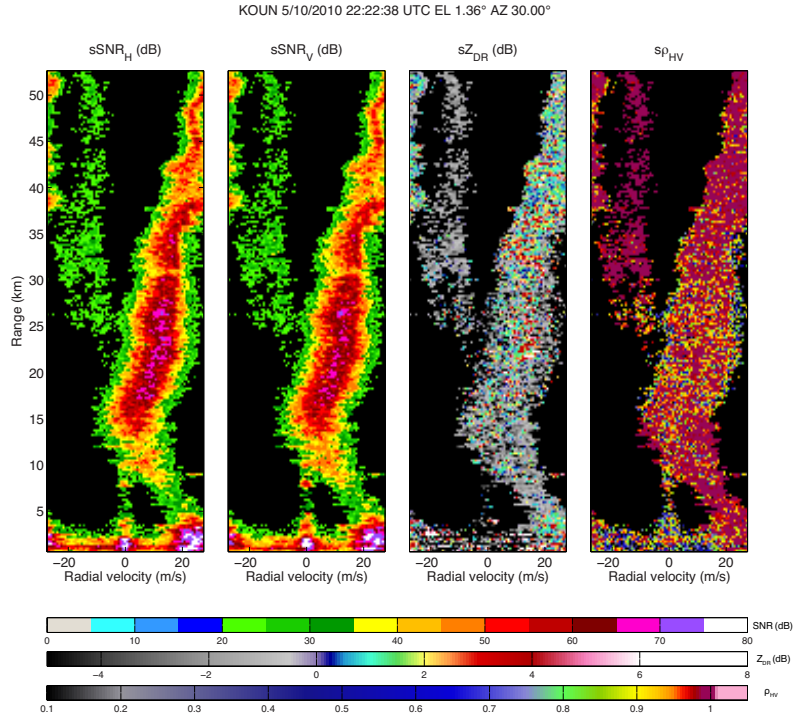 KOUN 5/10/2010 22:22:38 UTC EL 1.36° AZ 30.00°
sSNR_H (dB) sSNR_V (dB) sZ_DR (dB) sρ_HV
Range (km)
50
45
40
35
30
25
20
15
10
5
−20 0 20 −20 0 20 −20 0 20 −20 0 20
Radial velocity (m/s) Radial velocity (m/s) Radial velocity (m/s) Radial velocity (m/s)
SNR (dB)
0 10 20 30 40 50 60 70 80
Z_DR (dB)
−4 −2 0 2 4 6 8
ρ_HV
0.1 0.2 0.3 0.4 0.5 0.6 0.7 0.8 0.9 1